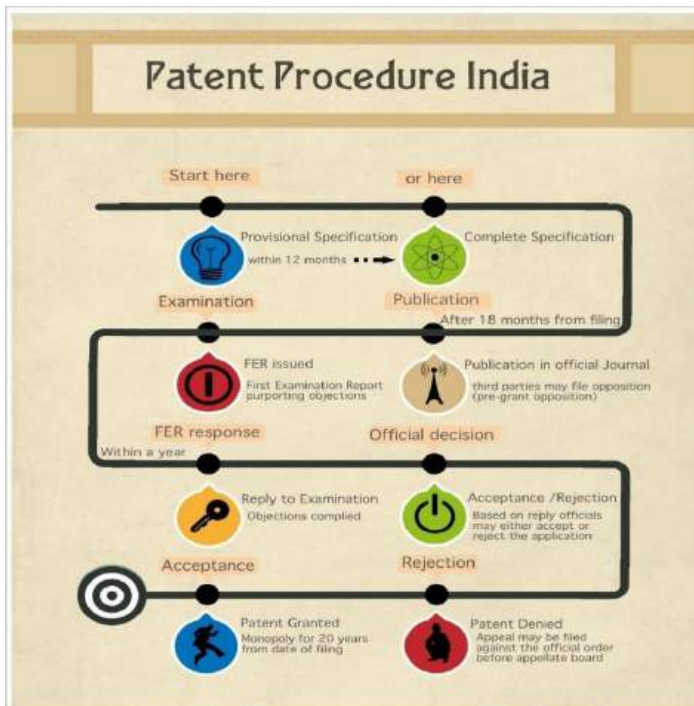 Patent Procedure India
Start here
or here
Provisional Specification
within 12 months
Complete Specification
Examination
Publication
After 18 months from filing
FER issued
First Examination Report
purporting objections
Publication in official Journal
third parties may file opposition
(pre-grant opposition)
FER response
Official decision
Within a year
Reply to Examination
Objections complied
Acceptance /Rejection
Based on reply officials
may either accept or
reject the application
Acceptance
Rejection
Patent Granted
Monopoly for 20 years
from date of filing
Patent Denied
Appeal may be filed
against the official order
before appellate board